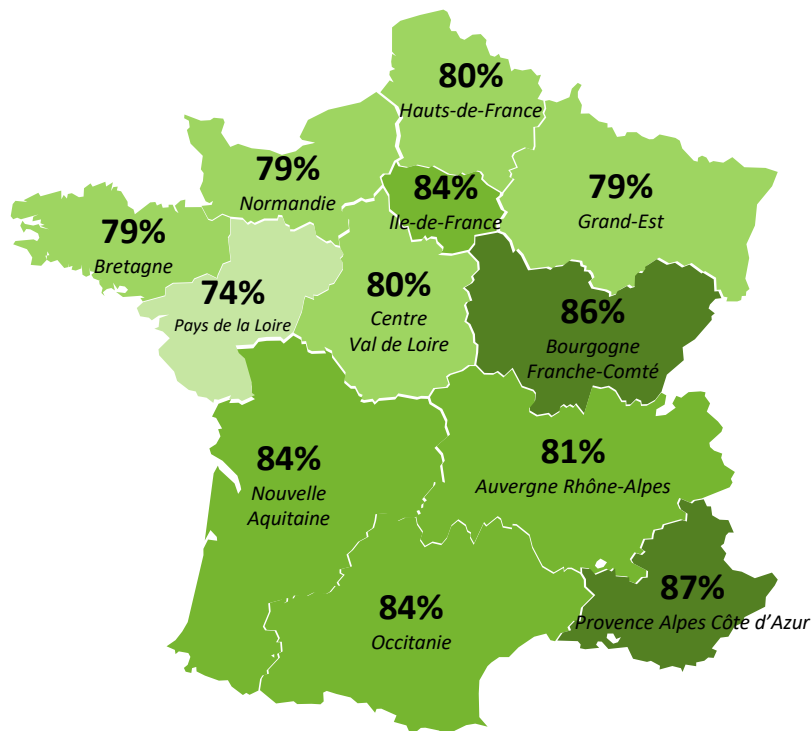 80%
Hauts-de-France
79%
Normandie
84%
Ile-de-France
79%
Grand-Est
79%
Bretagne
74%
Pays de la Loire
80%
Centre
Val de Loire
86%
Bourgogne
Franche-Comté
84%
Nouvelle
Aquitaine
81%
Auvergne Rhône-Alpes
84%
Occitanie
87%
Provence Alpes Côte d’Azur